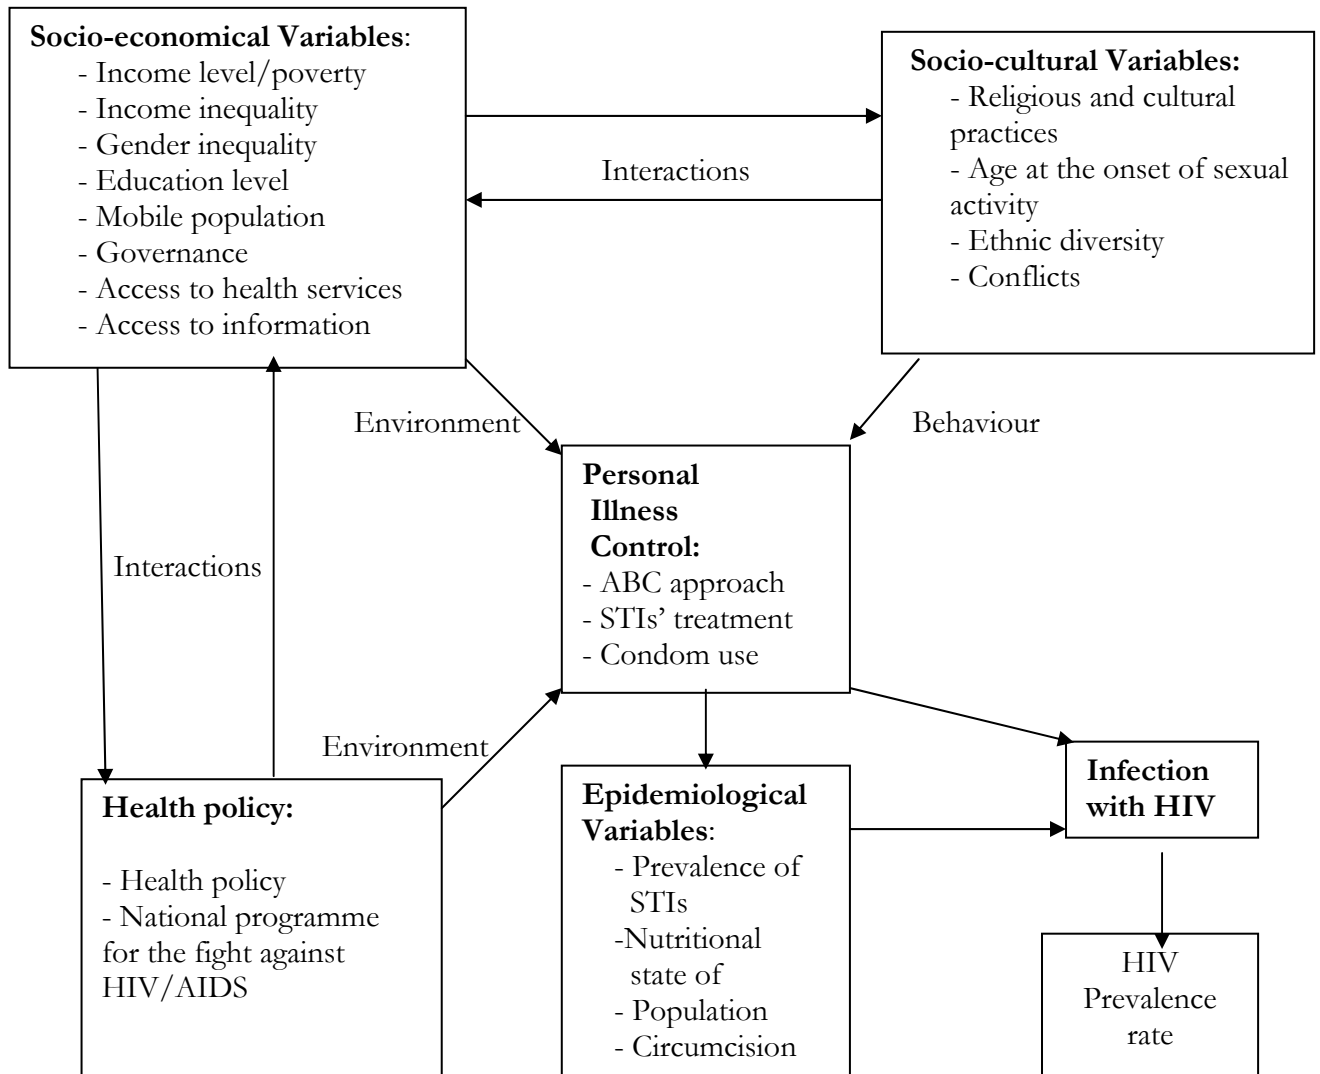 Socio-economical Variables:
- Income level/poverty
- Income inequality
- Gender inequality
- Education level
- Mobile population
- Governance
- Access to health services
- Access to information
Socio-cultural Variables:
- Religious and cultural
practices
- Age at the onset of sexual
activity
- Ethnic diversity
- Conflicts
Interactions
Environment
Behaviour
Personal
Illness
Control:
- ABC approach
- STIs’ treatment
- Condom use
Interactions
Environment
Health policy:
- Health policy
- National programme
for the fight against
HIV/AIDS
Epidemiological
Variables:
- Prevalence of
STIs
-Nutritional
state of
- Population
- Circumcision
Infection
with HIV
HIV
Prevalence
rate